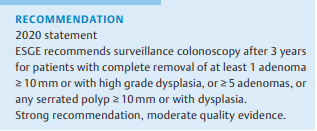 RECOMMENDATION
2020 statement
ESGE recommends surveillance colonoscopy after 3 years
for patients with complete removal of at least 1 adenoma
≥ 10 mm or with high grade dysplasia, or ≥ 5 adenomas, or
any serrated polyp ≥ 10 mm or with dysplasia.
Strong recommendation, moderate quality evidence.